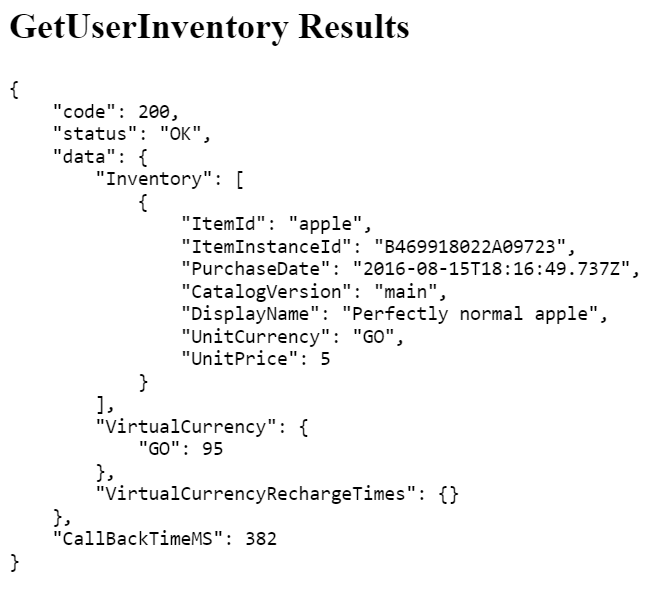 GetUserInventory Results
{
    "code": 200,
    "status": "OK",
    "data": {
        "Inventory": [
            {
                "ItemId": "apple",
                "ItemInstanceId": "B469918022A09723",
                "PurchaseDate": "2016-08-15T18:16:49.737Z",
                "CatalogVersion": "main",
                "DisplayName": "Perfectly normal apple",
                "UnitCurrency": "GO",
                "UnitPrice": 5
            }
        ],
        "VirtualCurrency": {
            "GO": 95
        },
        "VirtualCurrencyRechargeTimes": {}
    },
    "CallBackTimeMS": 382
}